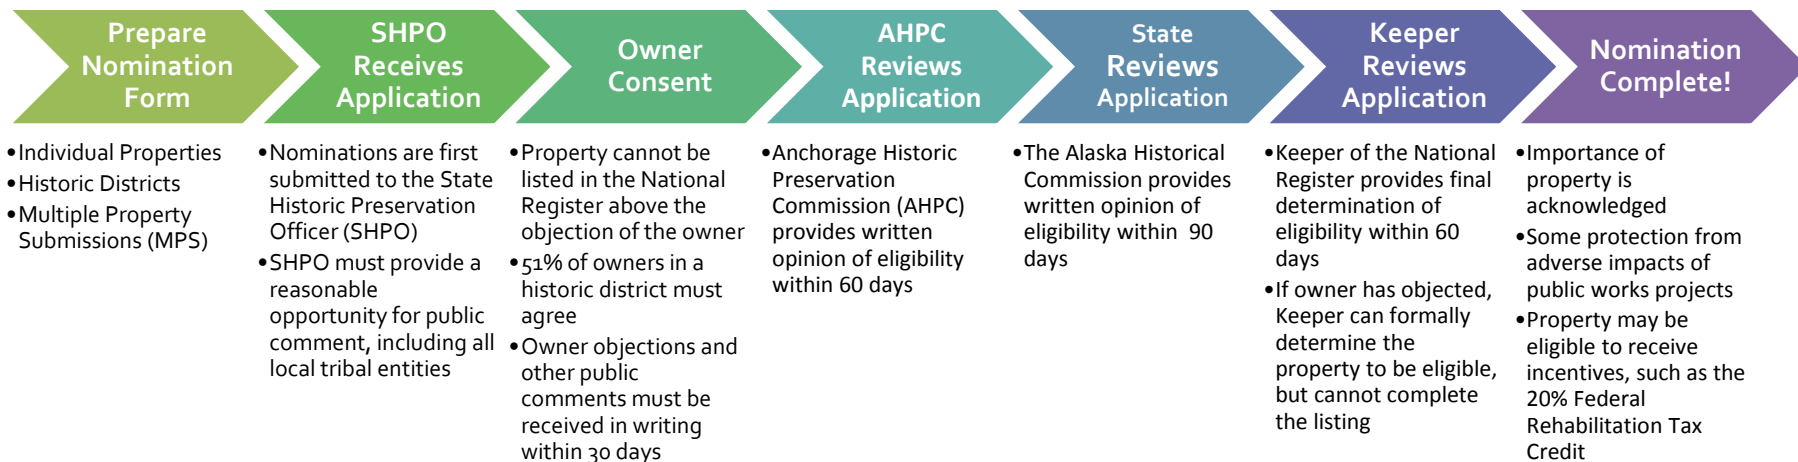 Prepare
Nomination
Form
SHPO
Receives
Application
Owner
Consent
AHPC
Reviews
Application
State
Reviews
Application
Keeper
Reviews
Application
Nomination
Complete!
•Individual Properties
•Historic Districts
•Multiple Property
Submissions (MPS)
•Nominations are first
submitted to the State
Historic Preservation
Officer (SHPO)
•SHPO must provide a
reasonable
opportunity for public
comment, including all
local tribal entities
•Property cannot be
listed in the National
Register above the
objection of the owner
•51% of owners in a
historic district must
agree
•Owner objections and
other public
comments must be
received in writing
within 30 days
•Anchorage Historic
Preservation
Commission (AHPC)
provides written
opinion of eligibility
within 60 days
•The Alaska Historical
Commission provides
written opinion of
eligibility within 90
days
•Keeper of the National
Register provides final
determination of
eligibility within 60
days
•If owner has objected,
Keeper can formally
determine the
property to be eligible,
but cannot complete
the listing
•Importance of
property is
acknowledged
•Some protection from
adverse impacts of
public works projects
•Property may be
eligible to receive
incentives, such as the
20% Federal
Rehabilitation Tax
Credit